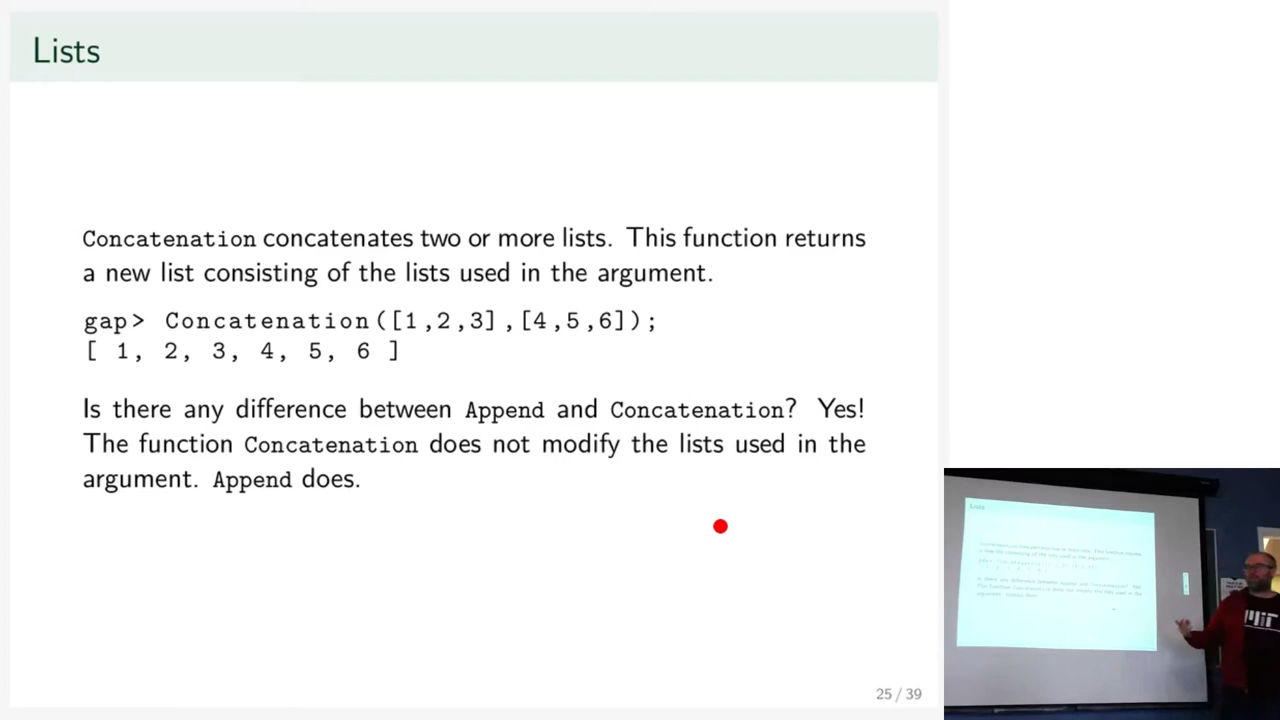 Lists
Concatenation concatenates two or more lists. This function returns
a new list consisting of the lists used in the argument.
gap> Concatenation([1,2,3],[4,5,6]);
[ 1, 2, 3, 4, 5, 6 ]
Is there any difference between Append and Concatenation? Yes!
The function Concatenation does not modify the lists used in the
argument. Append does.
25 / 39
Lists
MIT